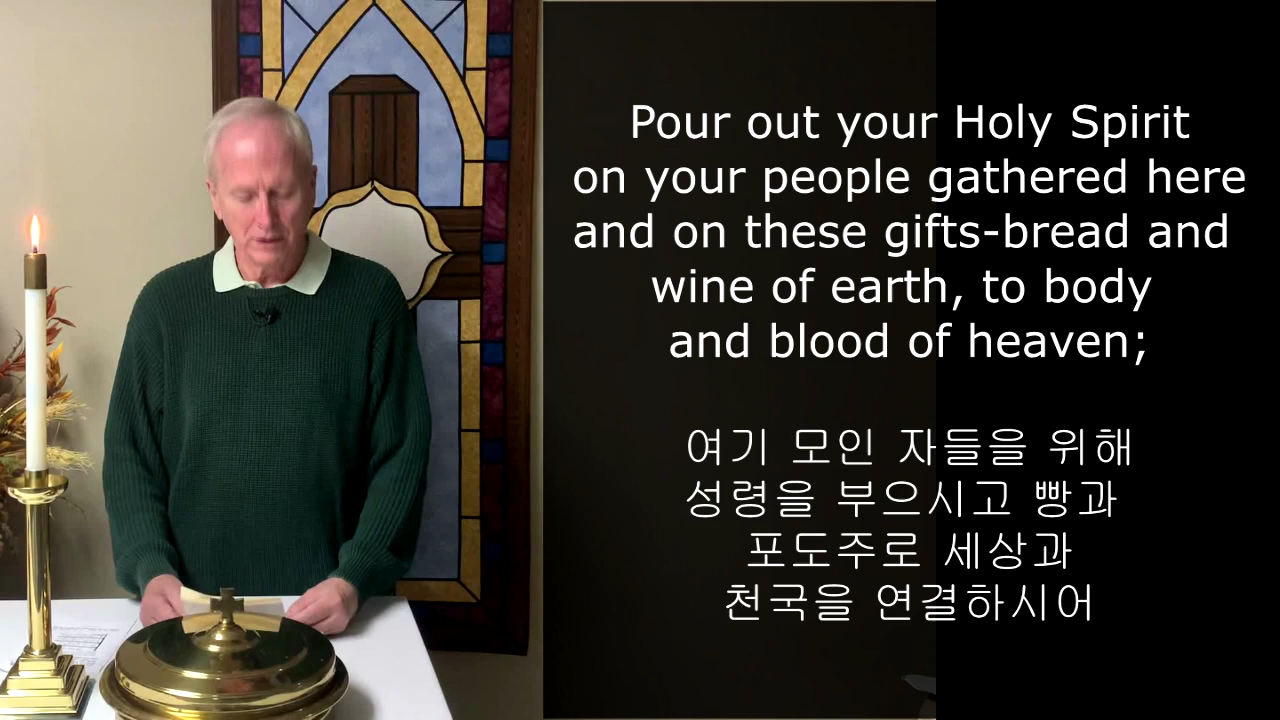 Pour out your Holy Spirit
on your people gathered here
and on these gifts-bread and
wine of earth, to body
and blood of heaven;
여기 모인 자들을 위해
성령을 부으시고 빵과
포도주로 세상과
천국을 연결하시어